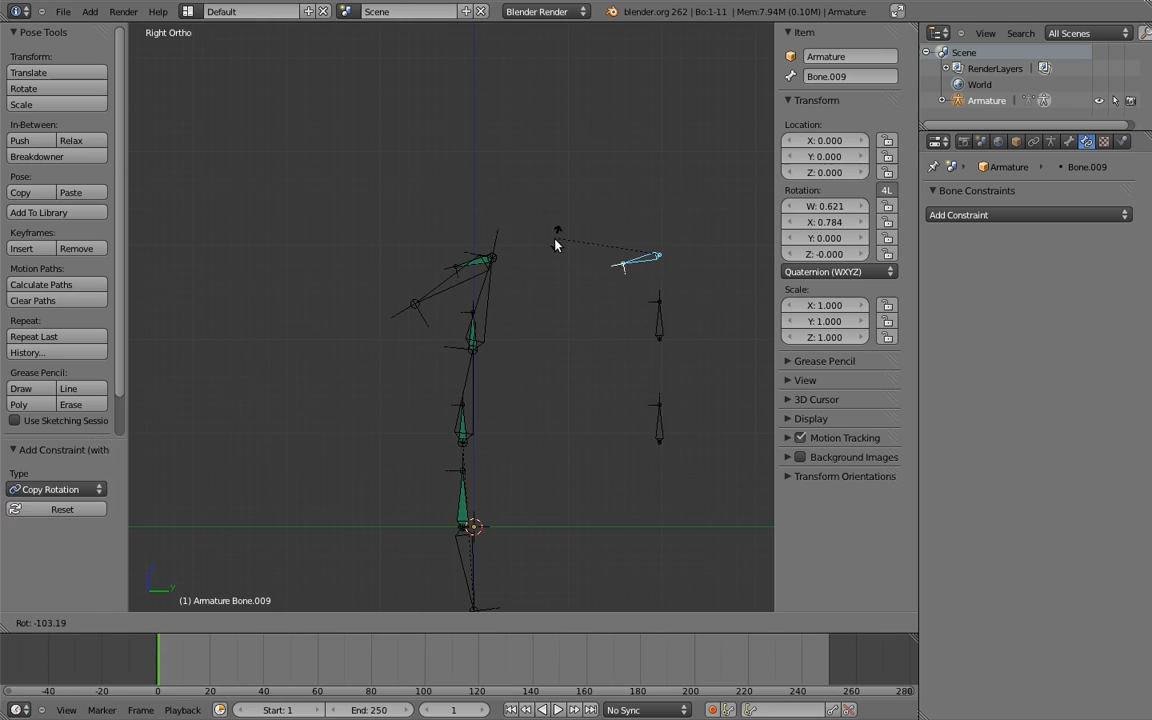 File Add Render Help Default Scene Blender Render blender.org 262 | Bo:1-11 | Mem:7.94M (0.10M) | Armature
Pose Tools
Transform:
Translate
Rotate
Scale
In-Between:
Push Relax
Breakdowner
Pose:
Copy Paste
Add To Library
Keyframes:
Insert Remove
Motion Paths:
Calculate Paths
Clear Paths
Repeat:
Repeat Last
History...
Grease Pencil:
Draw Line
Poly Erase
Use Sketching Sessio
Add Constraint (with
Type
Copy Rotation
Reset
Right Ortho
z
y
(1) Armature Bone.009
Item
Armature
Bone.009
Transform
Location:
X: 0.000
Y: 0.000
Z: 0.000
Rotation: 4L
W: 0.621
X: 0.784
Y: 0.000
Z: -0.000
Quaternion (WXYZ)
Scale:
X: 1.000
Y: 1.000
Z: 1.000
Grease Pencil
View
3D Cursor
Display
Motion Tracking
Background Images
Transform Orientations
View Search All Scenes
Scene
RenderLayers
World
Armature
Armature Bone.009
Bone Constraints
Add Constraint
Rot: -103.19
-40 -20 0 20 40 60 80 100 120 140 160 180 200 220 240 260 280
View Marker Frame Playback Start: 1 End: 250 1 No Sync